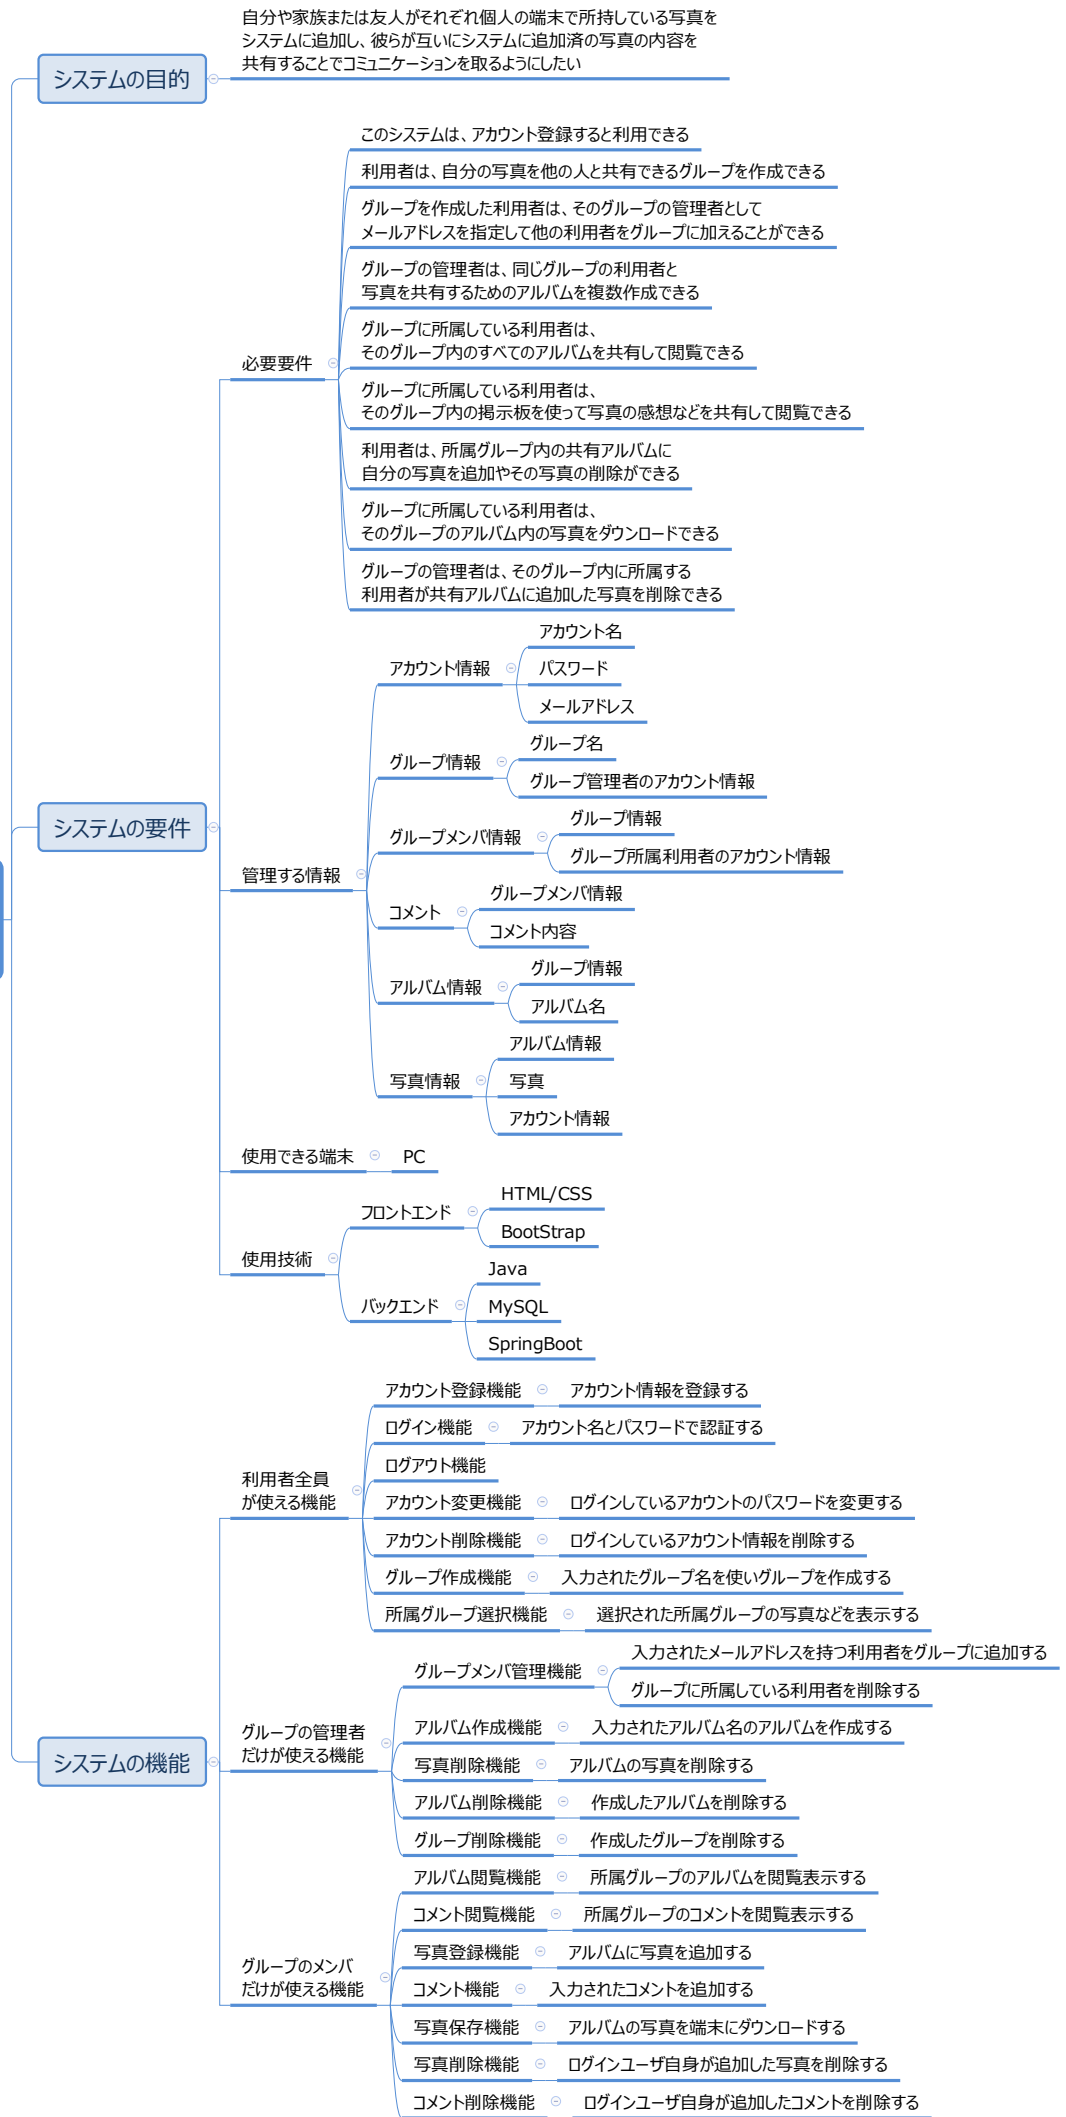 自分や家族または友人がそれぞれ個人の端末で所持している写真を
システムに追加し、彼らが互いにシステムに追加済の写真の内容を
共有することでコミュニケーションを取るようにしたい
システムの目的
このシステムは、アカウント登録すると利用できる
利用者は、自分の写真を他の人と共有できるグループを作成できる
グループを作成した利用者は、そのグループの管理者として
メールアドレスを指定して他の利用者をグループに加えることができる
グループの管理者は、同じグループの利用者と
写真を共有するためのアルバムを複数作成できる
グループに所属している利用者は、
そのグループ内のすべてのアルバムを共有して閲覧できる
必要要件
グループに所属している利用者は、
そのグループ内の掲示板を使って写真の感想などを共有して閲覧できる
利用者は、所属グループ内の共有アルバムに
自分の写真を追加やその写真の削除ができる
グループに所属している利用者は、
そのグループのアルバム内の写真をダウンロードできる
グループの管理者は、そのグループ内に所属する
利用者が共有アルバムに追加した写真を削除できる
システムの要件
管理する情報
アカウント情報
アカウント名
パスワード
メールアドレス
グループ情報
グループ名
グループ管理者のアカウント情報
グループメンバ情報
グループ情報
グループ所属利用者のアカウント情報
コメント
グループメンバ情報
コメント内容
アルバム情報
グループ情報
アルバム名
写真情報
アルバム情報
写真
アカウント情報
使用できる端末
PC
使用技術
フロントエンド
HTML/CSS
BootStrap
バックエンド
Java
MySQL
SpringBoot
システムの機能
利用者全員
が使える機能
アカウント登録機能
アカウント情報を登録する
ログイン機能
アカウント名とパスワードで認証する
ログアウト機能
アカウント変更機能
ログインしているアカウントのパスワードを変更する
アカウント削除機能
ログインしているアカウント情報を削除する
グループ作成機能
入力されたグループ名を使いグループを作成する
所属グループ選択機能
選択された所属グループの写真などを表示する
グループの管理者
だけが使える機能
グループメンバ管理機能
入力されたメールアドレスを持つ利用者をグループに追加する
グループに所属している利用者を削除する
アルバム作成機能
入力されたアルバム名のアルバムを作成する
写真削除機能
アルバムの写真を削除する
アルバム削除機能
作成したアルバムを削除する
グループ削除機能
作成したグループを削除する
グループのメンバ
だけが使える機能
アルバム閲覧機能
所属グループのアルバムを閲覧表示する
コメント閲覧機能
所属グループのコメントを閲覧表示する
写真登録機能
アルバムに写真を追加する
コメント機能
入力されたコメントを追加する
写真保存機能
アルバムの写真を端末にダウンロードする
写真削除機能
ログインユーザ自身が追加した写真を削除する
コメント削除機能
ログインユーザ自身が追加したコメントを削除する